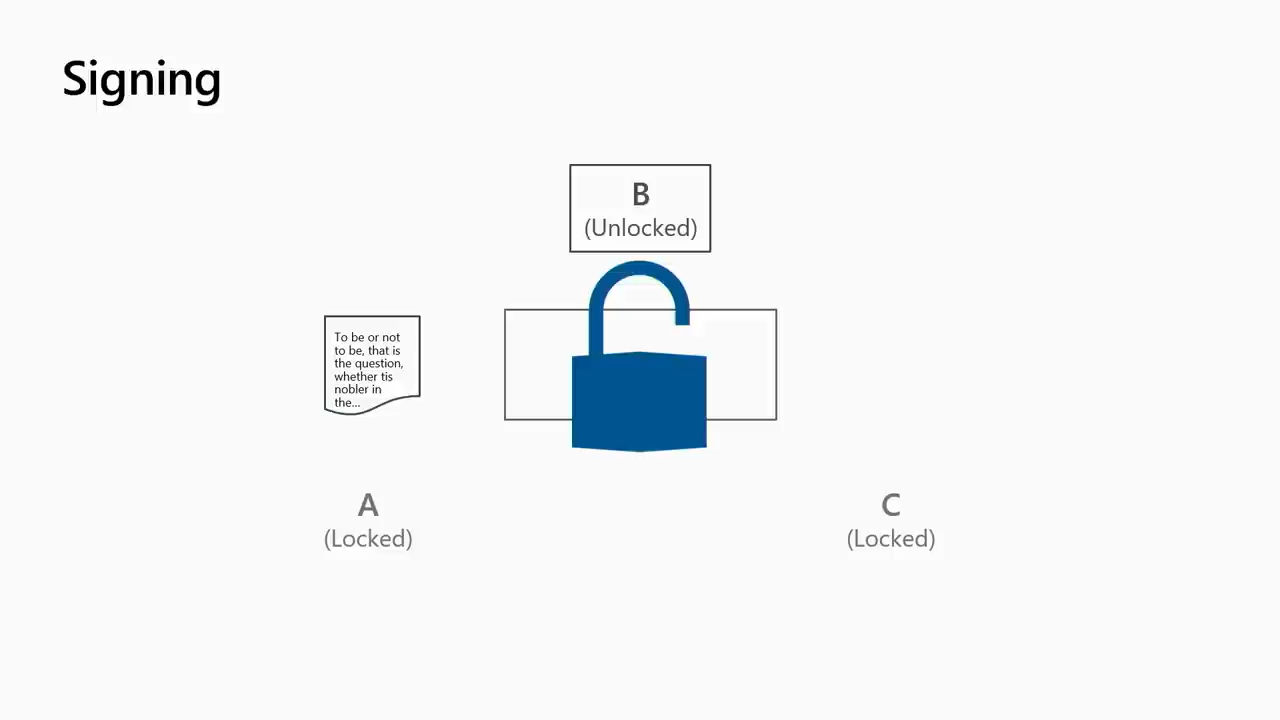 Signing
B
(Unlocked)
To be or not
to be, that is
the question,
whether tis
nobler in
the...
A
(Locked)
C
(Locked)